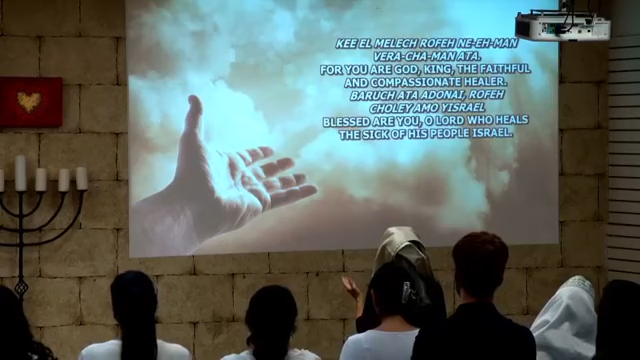 KEE EL MELECH ROFEH NE-EH-MAN
VERA-CHA-MAN ATA.
FOR YOU ARE GOD, KING, THE FAITHFUL
AND COMPASSIONATE HEALER.
BARUCH ATA ADONAI, ROFEH
CHOLEY AMO YISRAEL
BLESSED ARE YOU, O LORD WHO HEALS
THE SICK OF HIS PEOPLE ISRAEL.